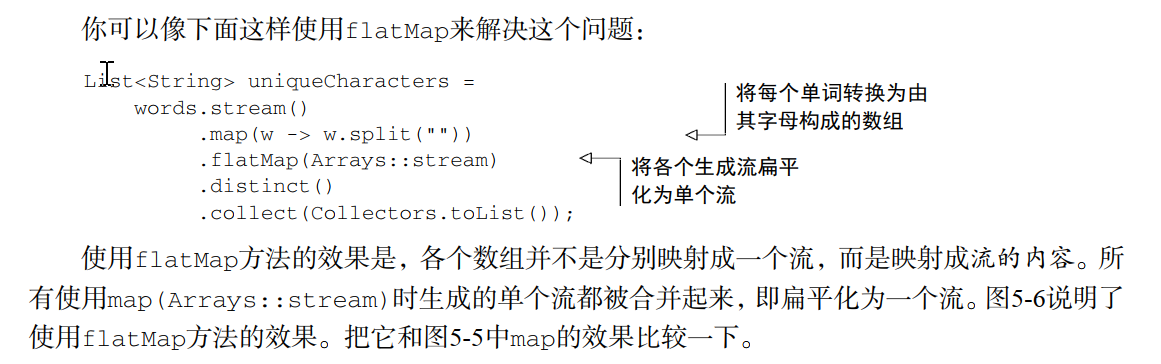 你可以像下面这样使用flatMap来解决这个问题：
List<String> uniqueCharacters =
words.stream()
.map(w -> w.split(""))
将每个单词转换为由
其字母构成的数组
.flatMap(Arrays::stream)
将各个生成流扁平
化为单个流
.distinct()
.collect(Collectors.toList());
使用flatMap方法的效果是，各个数组并不是分别映射成一个流，而是映射成流的内容。所
有使用map(Arrays::stream)时生成的单个流都被合并起来，即扁平化为一个流。图5-6说明了
使用flatMap方法的效果。把它和图5-5中map的效果比较一下。